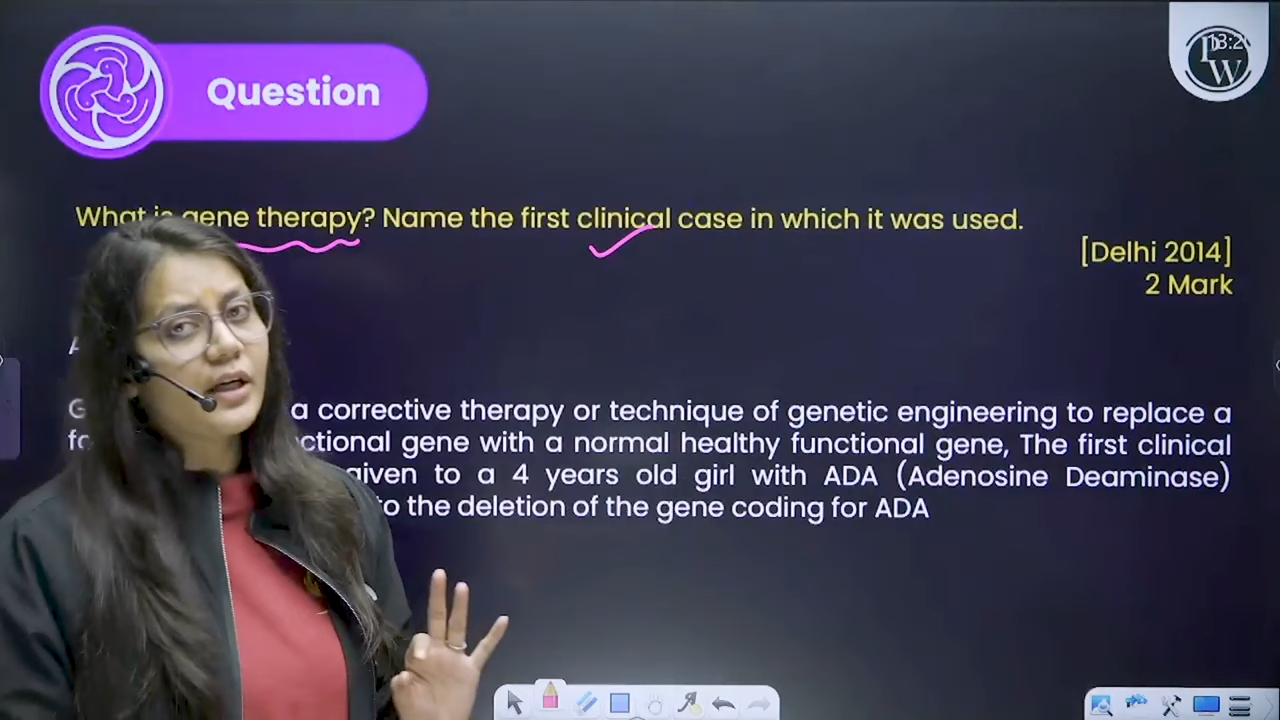 Question
What is gene therapy? Name the first clinical case in which it was used.
[Delhi 2014]
2 Mark
a corrective therapy or technique of genetic engineering to replace a
gene with a normal healthy functional gene, The first clinical
given to a 4 years old girl with ADA (Adenosine Deaminase)
to the deletion of the gene coding for ADA